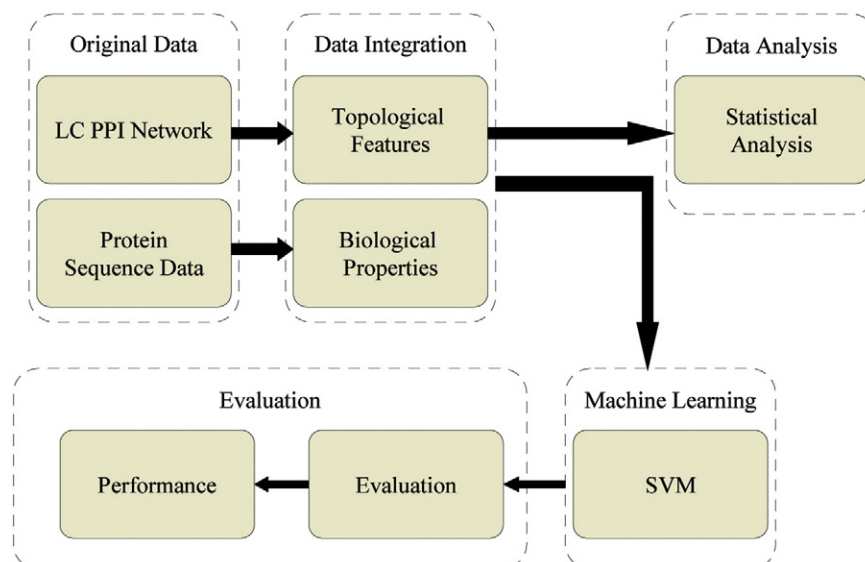 Original Data
LC PPI Network
Protein
Sequence Data
Data Integration
Topological
Features
Biological
Properties
Data Analysis
Statistical
Analysis
Evaluation
Performance
Evaluation
Machine Learning
SVM